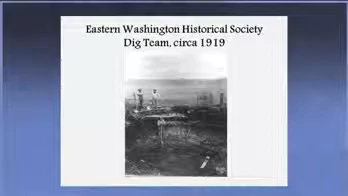 Eastern Washington Historical Society
Dig Team, circa 1919